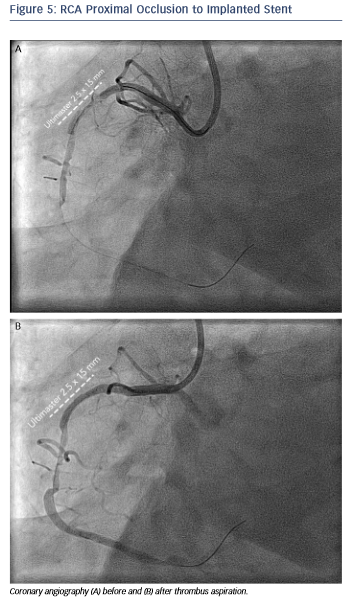 Figure 5: RCA Proximal Occlusion to Implanted Stent
A
Ultimaster 2.5 x 15 mm
B
Ultimaster 2.5 x 15 mm
Coronary angiography (A) before and (B) after thrombus aspiration.